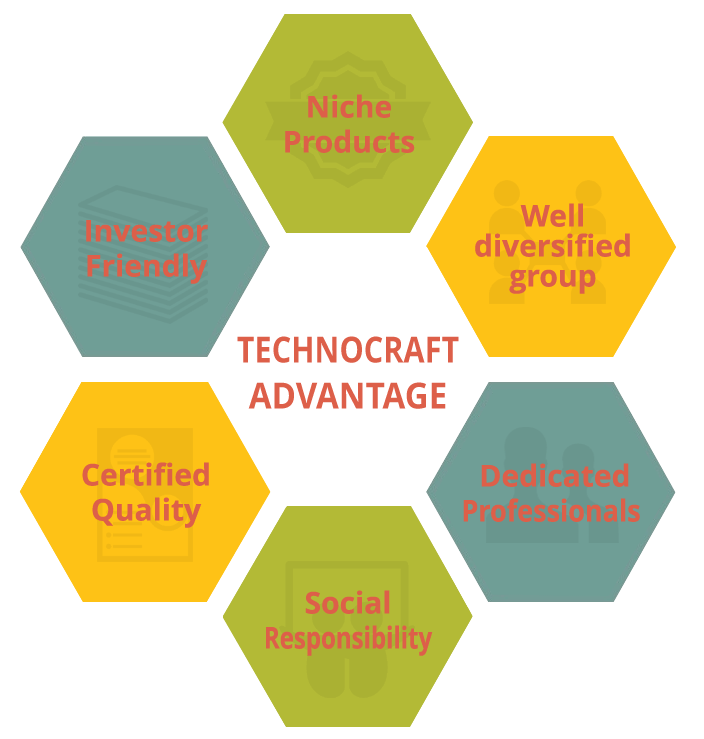 Niche
Products
Well
diversified
group
Investor
Friendly
TECHNOCRAFT
ADVANTAGE
Certified
Quality
Dedicated
Professionals
Social
Responsibility